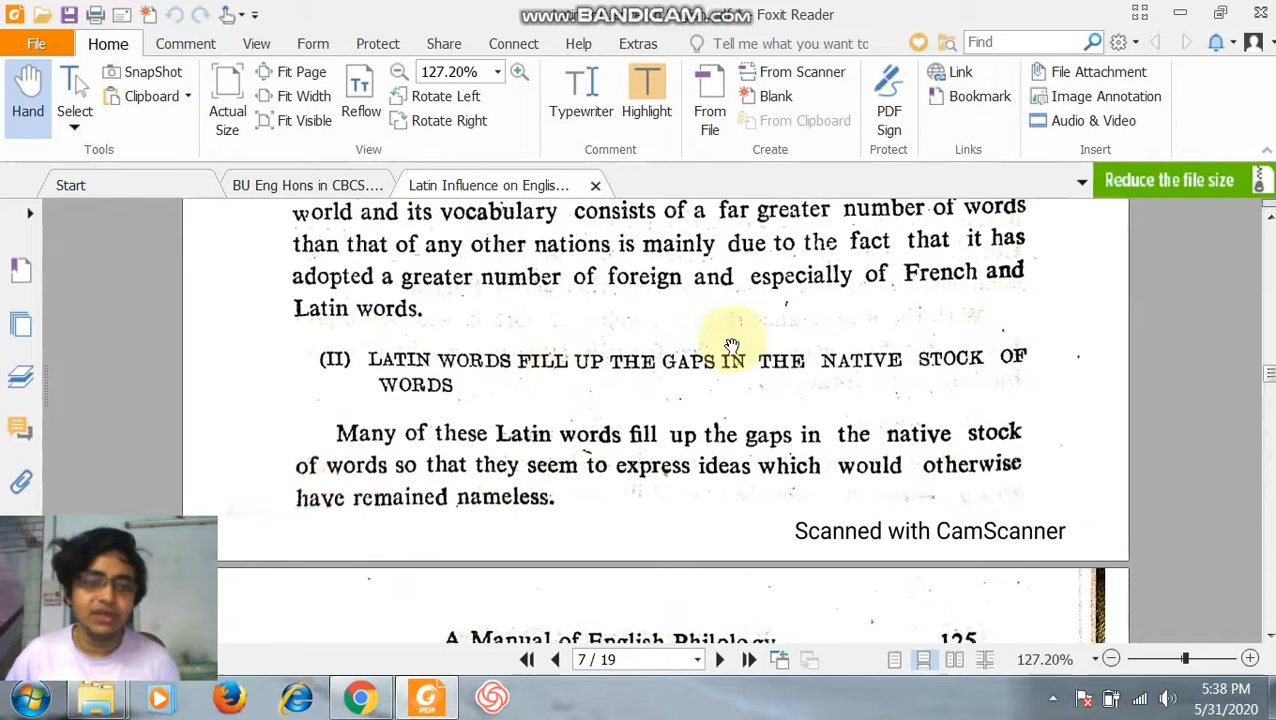 www.BANDICAM.com
Foxit Reader
File
Home
Comment
View
Form
Protect
Share
Connect
Help
Extras
Tell me what you want to
Find
Hand
Select
SnapShot
Clipboard
Actual
Size
Fit Page
Fit Width
Fit Visible
Reflow
127.20%
Rotate Left
Rotate Right
Typewriter
Highlight
From
File
From Scanner
Blank
From Clipboard
PDF
Sign
Link
Bookmark
File Attachment
Image Annotation
Audio & Video
Tools
View
Comment
Create
Protect
Links
Insert
Start
BU Eng Hons in CBCS....
Latin Influence on Englis...
Reduce the file size
world and its vocabulary consists of a far greater number of words
than that of any other nations is mainly due to the fact that it has
adopted a greater number of foreign and especially of French and
Latin words.
(II) LATIN WORDS FILL UP THE GAPS IN THE NATIVE STOCK OF
WORDS
Many of these Latin words fill up the gaps in the native stock
of words so that they seem to express ideas which would otherwise
have remained nameless.
Scanned with CamScanner
A Manual of English Philology 125
7 / 19
127.20%
PDF
5:38 PM
5/31/2020